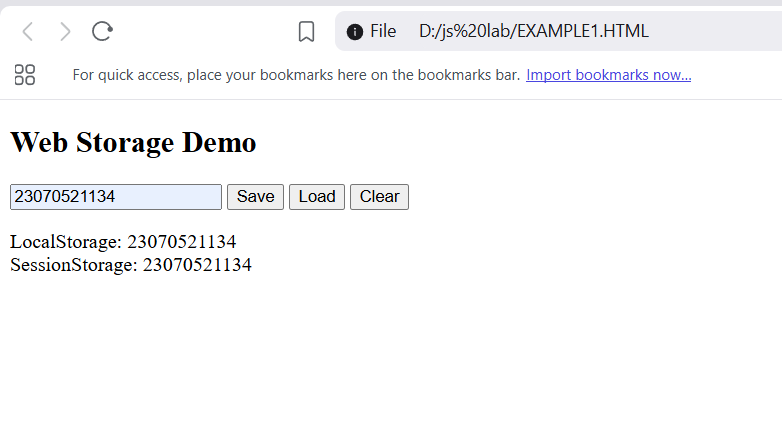 File D:/js%20lab/EXAMPLE1.HTML
For quick access, place your bookmarks here on the bookmarks bar. Import bookmarks now...
Web Storage Demo
23070521134 Save Load Clear
LocalStorage: 23070521134
SessionStorage: 23070521134